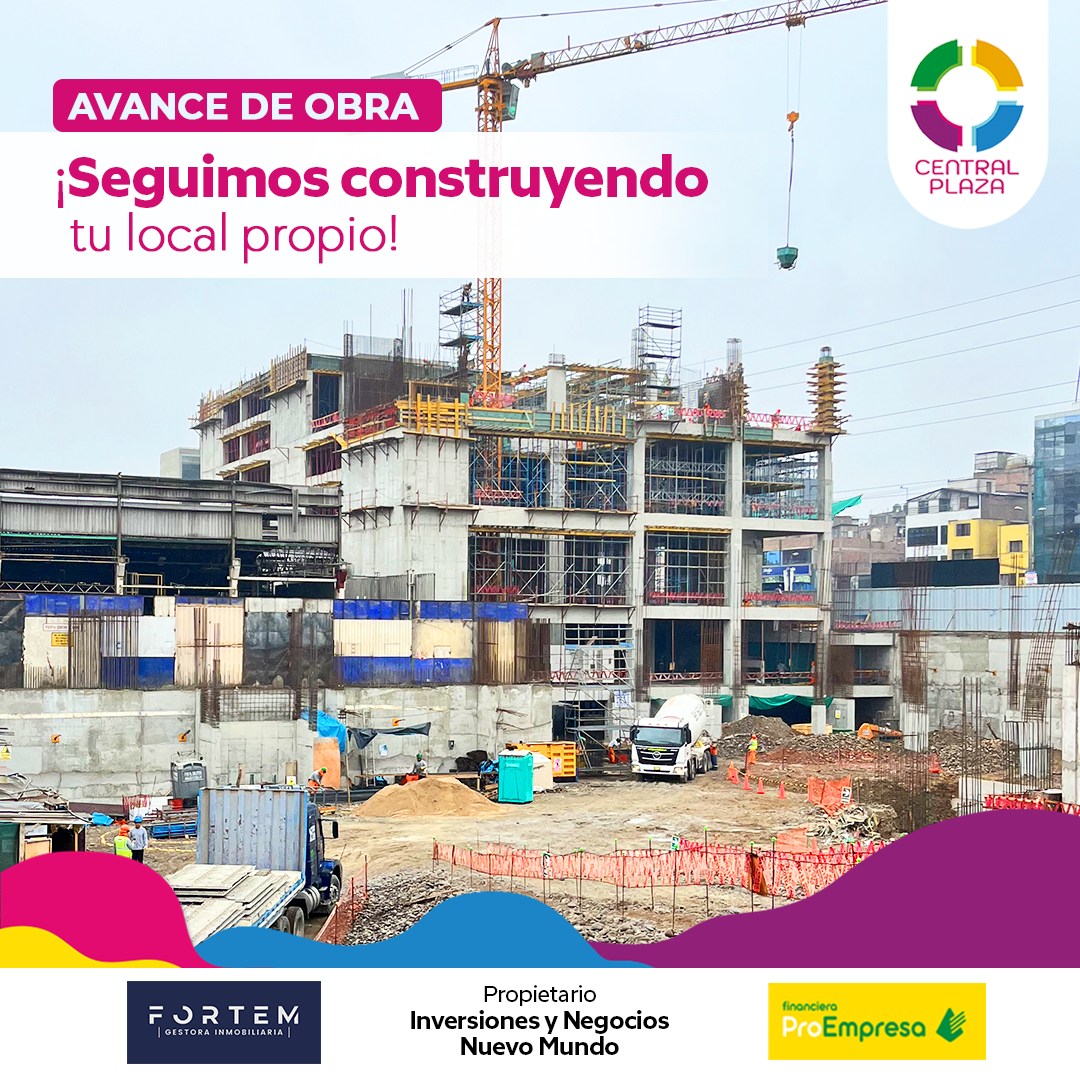 AVANCE DE OBRA
¡Seguimos construyendo
tu local propio!
CENTRAL
PLAZA
FORTEM
GESTORA INMOBILIARIA
Propietario
Inversiones y Negocios
Nuevo Mundo
financiera
ProEmpresa